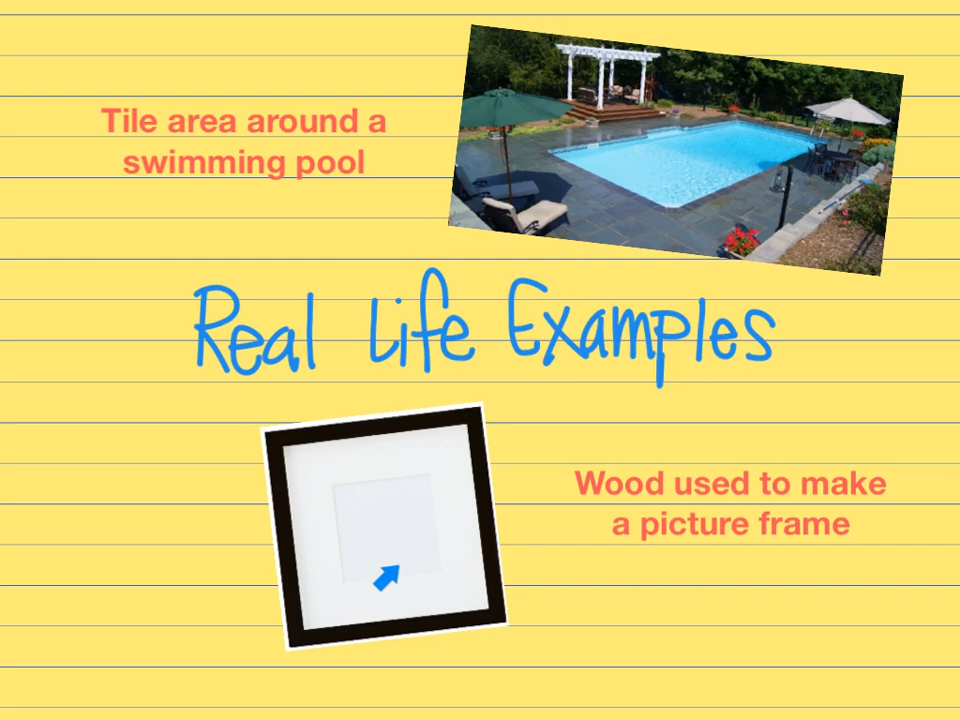 Tile area around a
swimming pool
Real Life Examples
Wood used to make
a picture frame